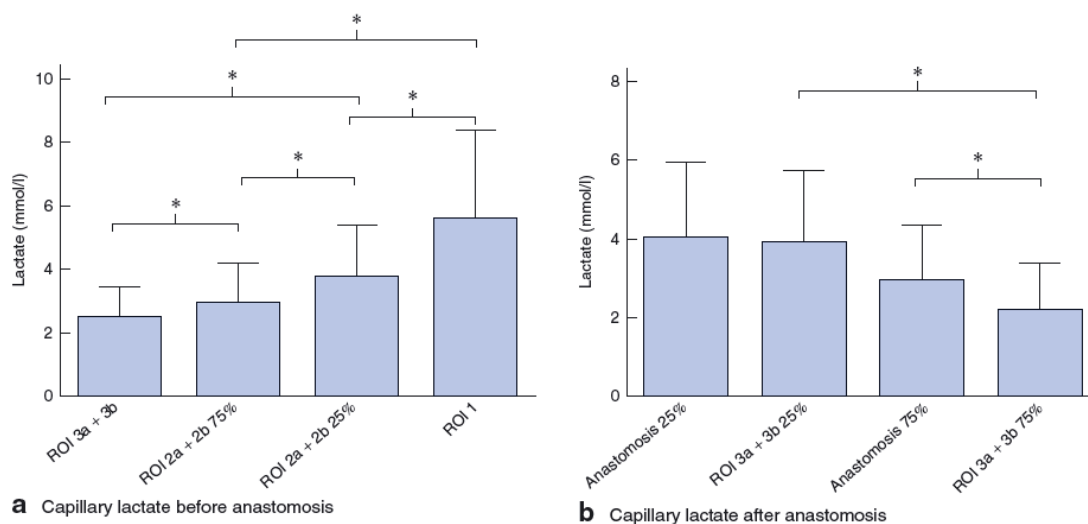 *
*
*
*
*
10
8
6
4
2
0
Lactate (mmol/l)
ROI 3a + 3b
ROI 2a + 2b 75%
ROI 2a + 2b 25%
ROI 1
a Capillary lactate before anastomosis
*
*
8
6
4
2
0
Lactate (mmol/l)
Anastomosis 25%
ROI 3a + 3b 25%
Anastomosis 75%
ROI 3a + 3b 75%
b Capillary lactate after anastomosis